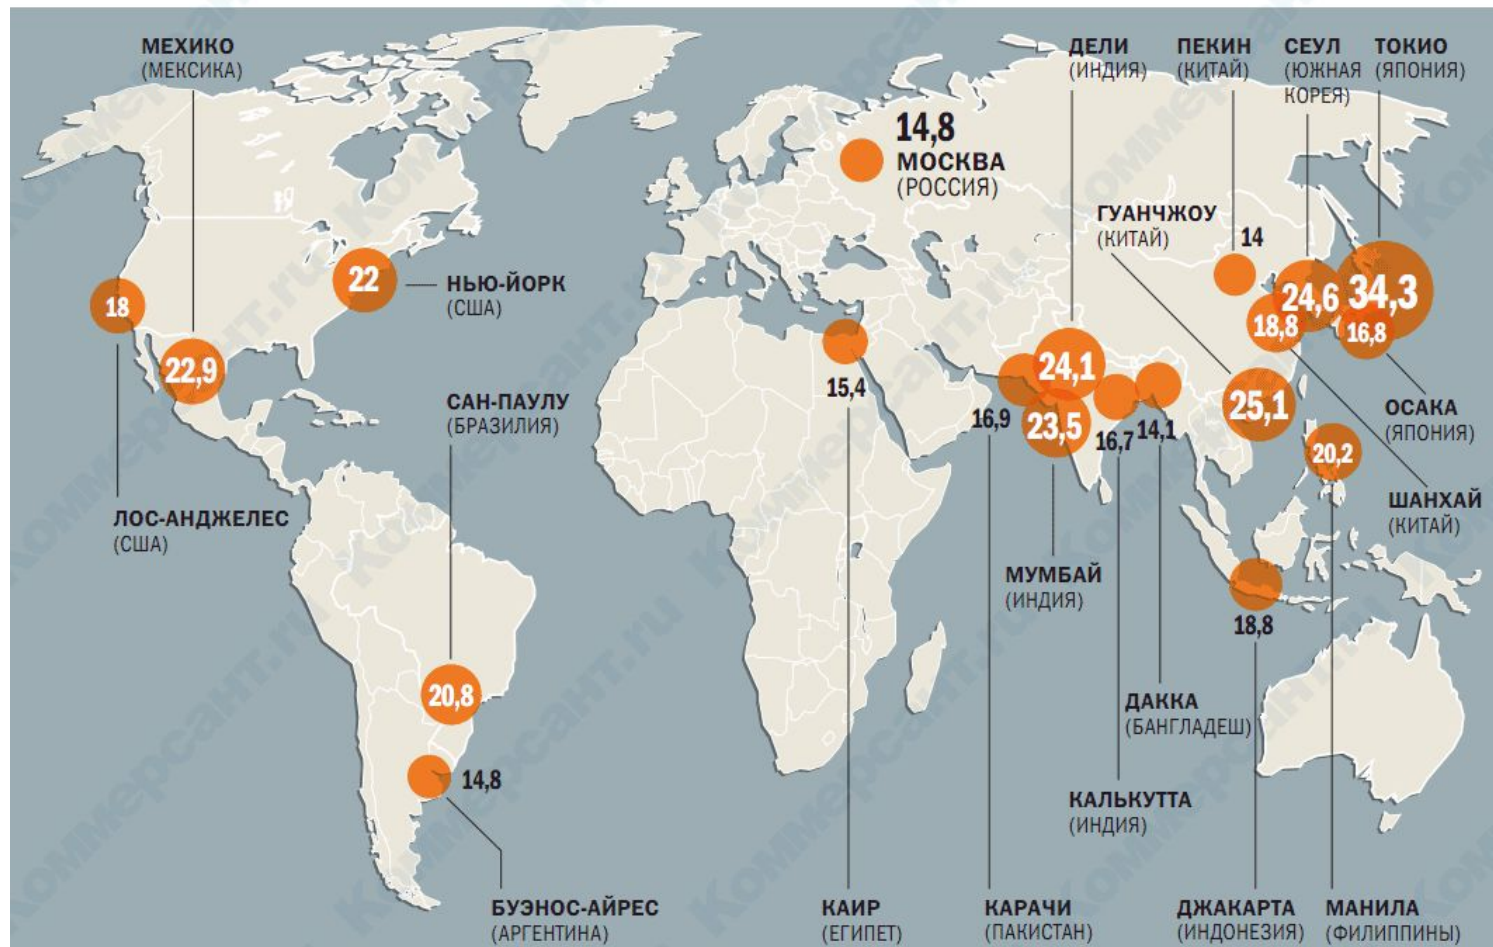 МЕХИКО
(МЕКСИКА)
ДЕЛИ
(ИНДИЯ)
ПЕКИН
(КИТАЙ)
СЕУЛ
(ЮЖНАЯ
КОРЕЯ)
ТОКИО
(ЯПОНИЯ)
14,8
МОСКВА
(РОССИЯ)
ГУАНЧЖОУ
(КИТАЙ)
14
22
НЬЮ-ЙОРК
(США)
18
24,6
34,3
18,8
16,8
22,9
24,1
15,4
САН-ПАУЛУ
(БРАЗИЛИЯ)
16,9
23,5
16,7
14,1
25,1
ОСАКА
(ЯПОНИЯ)
20,2
ЛОС-АНДЖЕЛЕС
(США)
ШАНХАЙ
(КИТАЙ)
МУМБАЙ
(ИНДИЯ)
18,8
20,8
ДАККА
(БАНГЛАДЕШ)
14,8
КАЛЬКУТТА
(ИНДИЯ)
БУЭНОС-АЙРЕС
(АРГЕНТИНА)
КАИР
(ЕГИПЕТ)
КАРАЧИ
(ПАКИСТАН)
ДЖАКАРТА
(ИНДОНЕЗИЯ)
МАНИЛА
(ФИЛИППИНЫ)
Коммерсантъ.ru